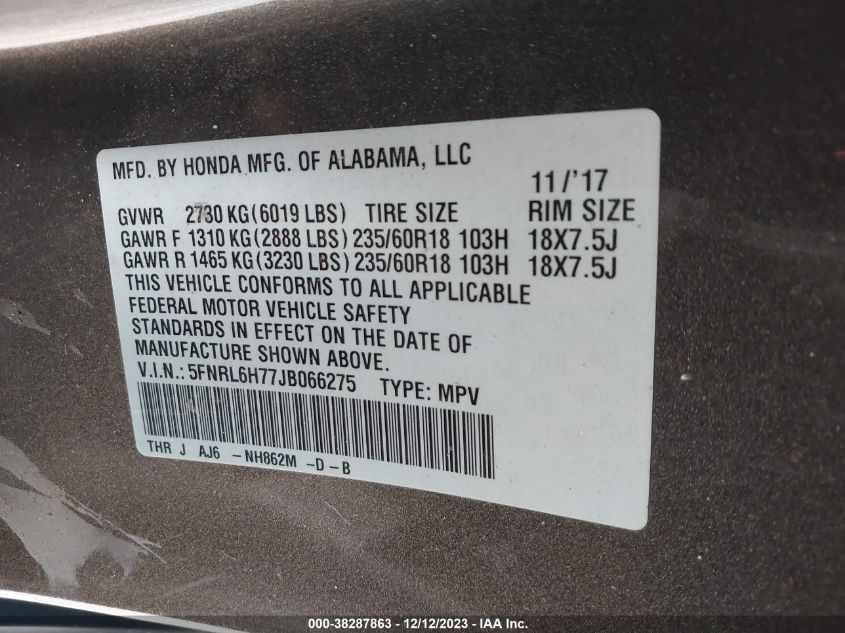 MFD. BY HONDA MFG. OF ALABAMA, LLC
11/'17
GVWR 2730 KG (6019 LBS) TIRE SIZE RIM SIZE
GAWR F 1310 KG (2888 LBS) 235/60R18 103H 18X7.5J
GAWR R 1465 KG (3230 LBS) 235/60R18 103H 18X7.5J
THIS VEHICLE CONFORMS TO ALL APPLICABLE
FEDERAL MOTOR VEHICLE SAFETY
STANDARDS IN EFFECT ON THE DATE OF
MANUFACTURE SHOWN ABOVE.
V.I.N.: 5FNRL6H77JB066275 TYPE: MPV
THR J AJ6 -NH862M -D-B
000-38287863 - 12/12/2023 - IAA Inc.